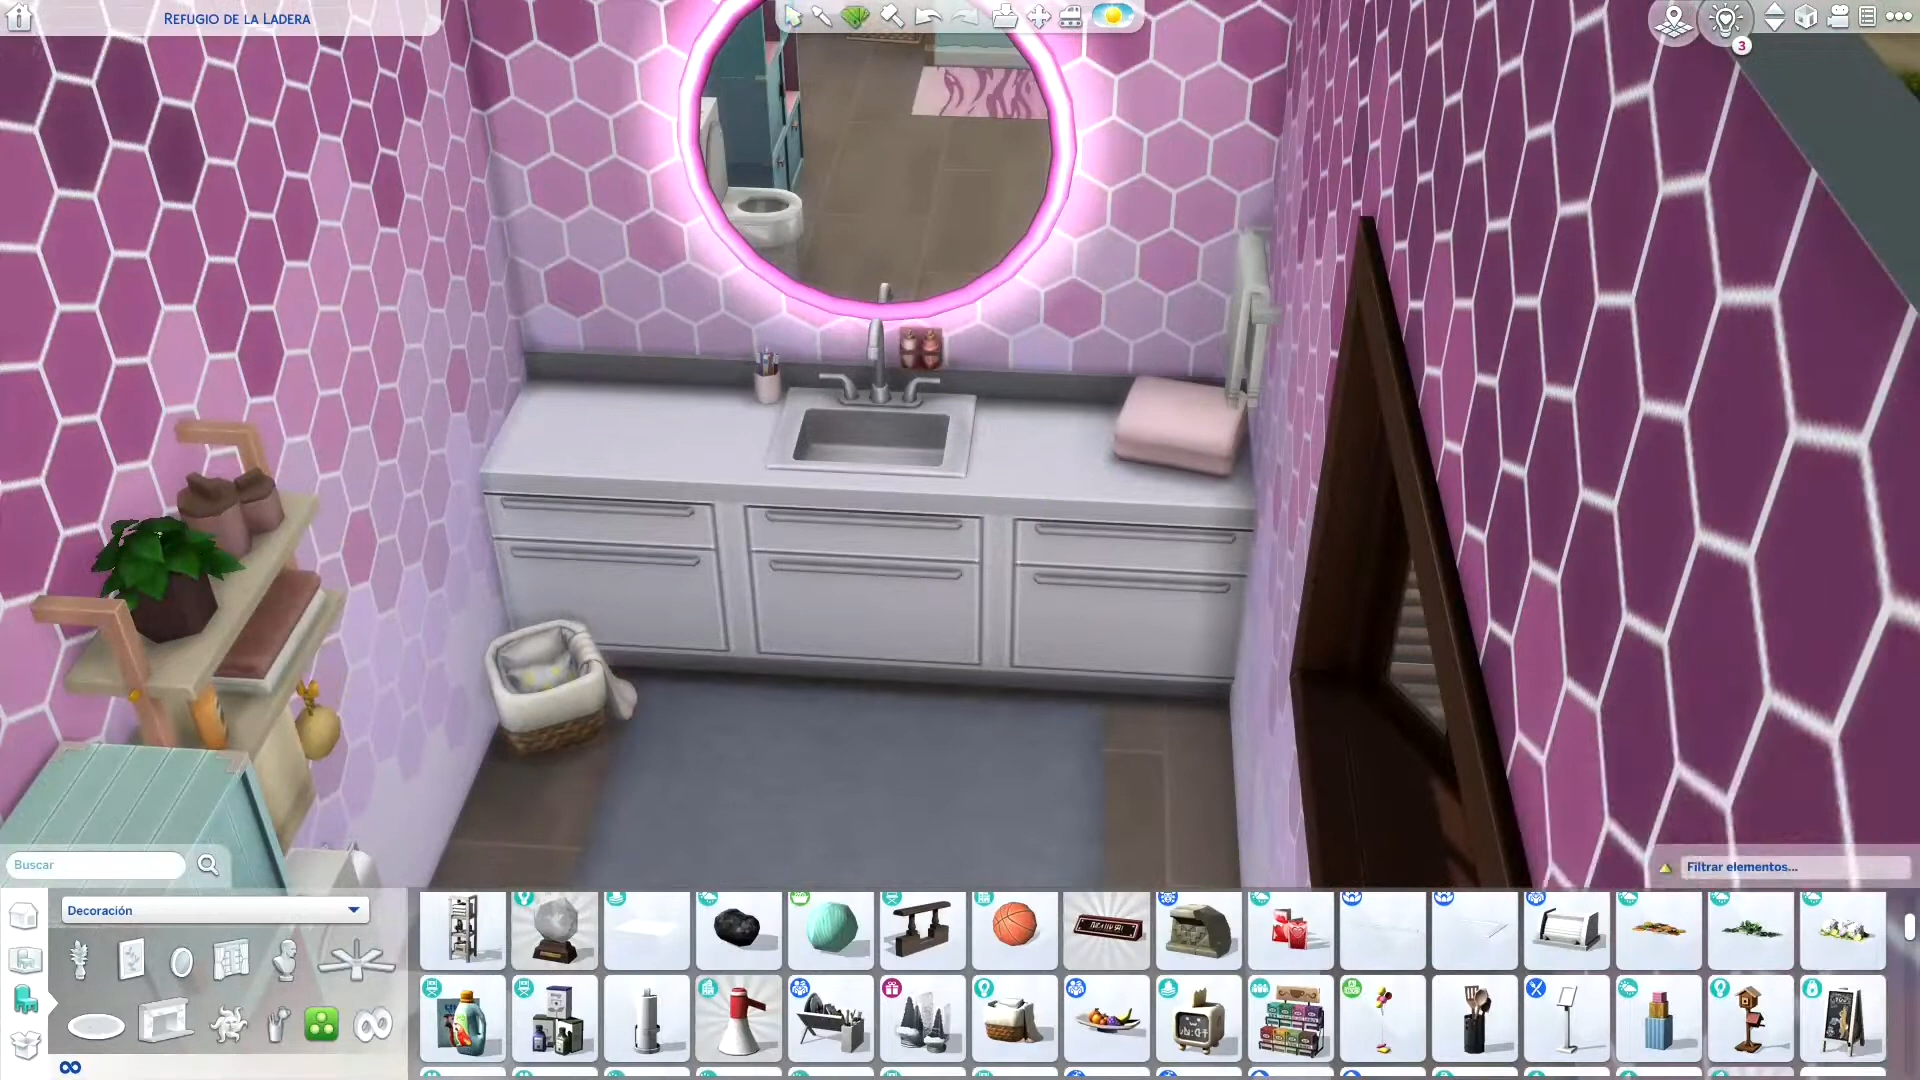 Refugio de la Ladera
3
Buscar
Filtrar elementos...
Decoración